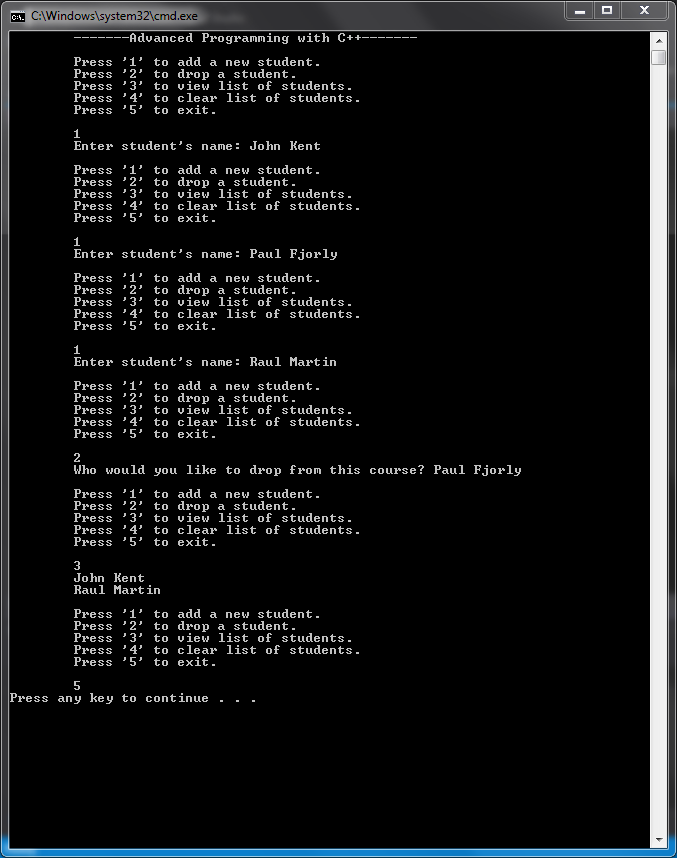 C:\Windows\system32\cmd.exe
-------Advanced Programming with C++-------
Press '1' to add a new student.
Press '2' to drop a student.
Press '3' to view list of students.
Press '4' to clear list of students.
Press '5' to exit.
1
Enter student's name: John Kent
Press '1' to add a new student.
Press '2' to drop a student.
Press '3' to view list of students.
Press '4' to clear list of students.
Press '5' to exit.
1
Enter student's name: Paul Fjorly
Press '1' to add a new student.
Press '2' to drop a student.
Press '3' to view list of students.
Press '4' to clear list of students.
Press '5' to exit.
1
Enter student's name: Raul Martin
Press '1' to add a new student.
Press '2' to drop a student.
Press '3' to view list of students.
Press '4' to clear list of students.
Press '5' to exit.
2
Who would you like to drop from this course? Paul Fjorly
Press '1' to add a new student.
Press '2' to drop a student.
Press '3' to view list of students.
Press '4' to clear list of students.
Press '5' to exit.
3
John Kent
Raul Martin
Press '1' to add a new student.
Press '2' to drop a student.
Press '3' to view list of students.
Press '4' to clear list of students.
Press '5' to exit.
5
Press any key to continue . . .